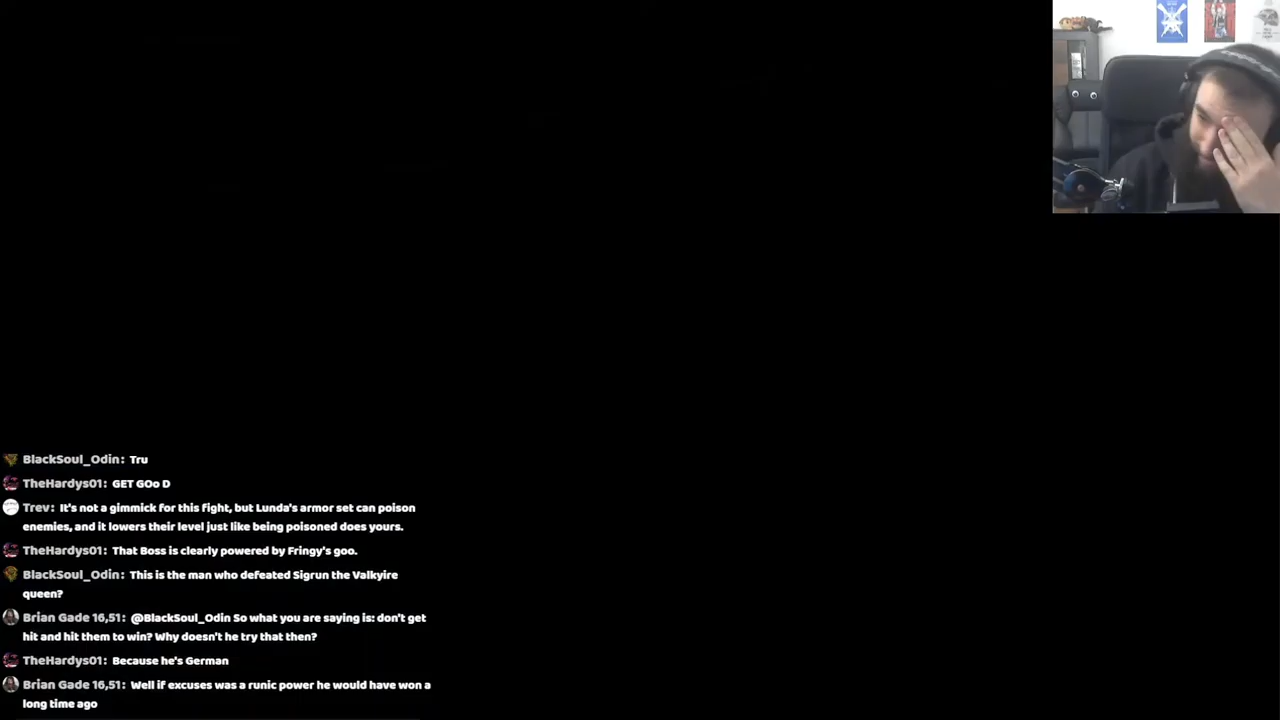 BlackSoul_Odin: Tru
TheHardys01: GET GOo D
Trev: It's not a gimmick for this fight, but Lunda's armor set can poison
enemies, and it lowers their level just like being poisoned does yours.
TheHardys01: That Boss is clearly powered by Fringy's goo.
BlackSoul_Odin: This is the man who defeated Sigrun the Valkyire
queen?
Brian Gade 16,51: @BlackSoul_Odin So what you are saying is: don't get
hit and hit them to win? Why doesn't he try that then?
TheHardys01: Because he's German
Brian Gade 16,51: Well if excuses was a runic power he would have won a
long time ago